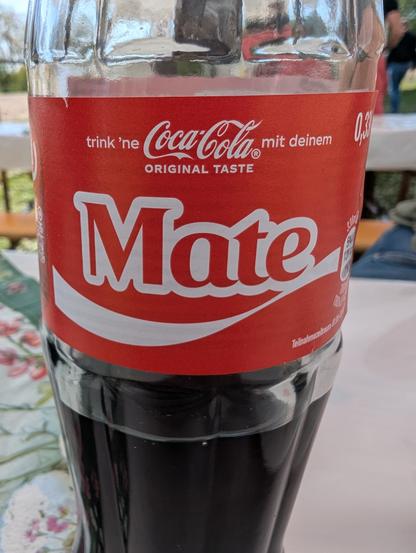 trink 'ne Coca-Cola® mit deinem
ORIGINAL TASTE
Mate